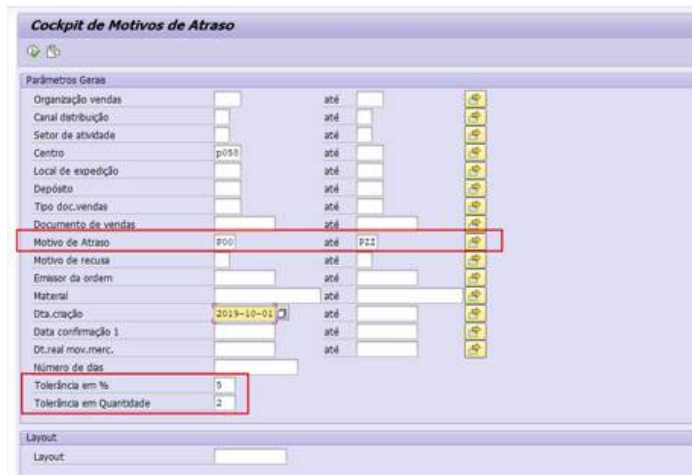 Cockpit de Motivos de Atraso
Parâmetros Gerais
Organização vendas até
Canal distribuição até
Setor de atividade até
Centro p050 até
Local de expedição até
Depósito até
Tipo doc.vendas até
Documento de vendas até
Motivo de Atraso P00 até PZZ
Motivo de recusa até
Emissor da ordem até
Material até
Dta.criação 2019-10-01 até
Data confirmação 1 até
Dt.real mov.merc. até
Número de dias
Tolerância em % 5
Tolerância em Quantidade 2
Layout
Layout